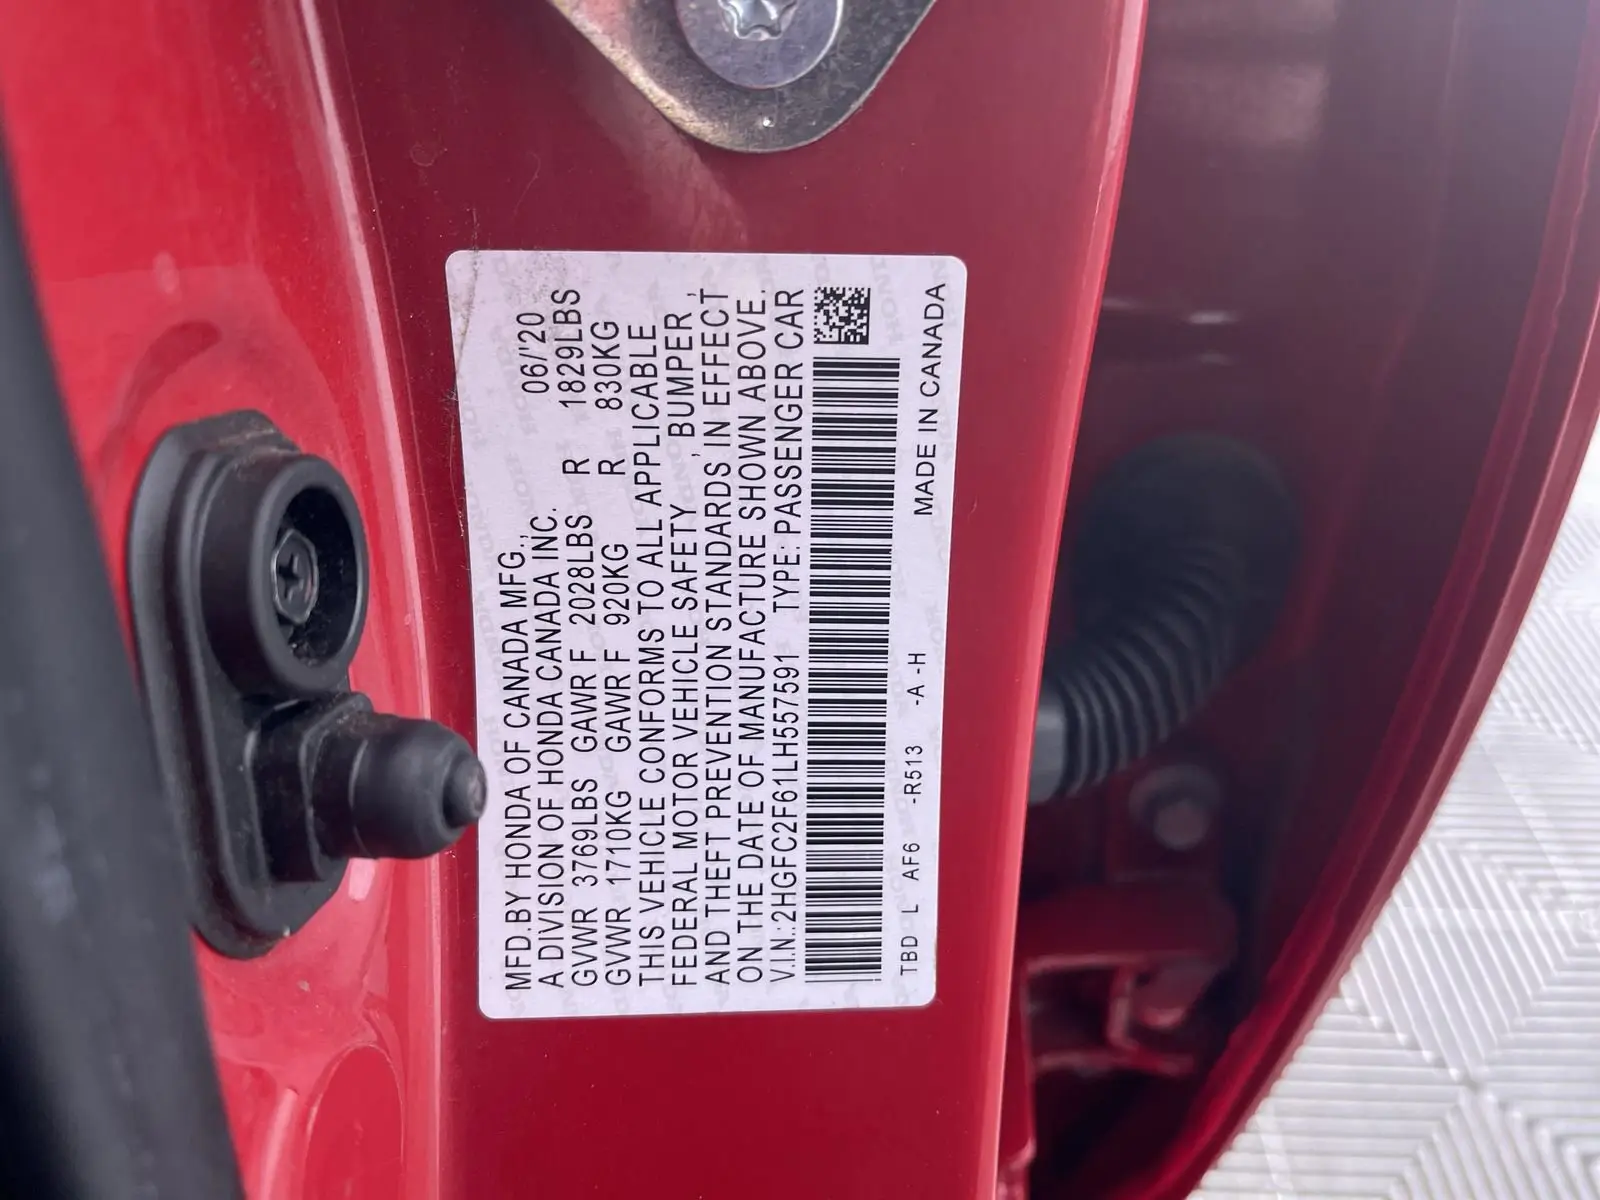 MFD.BY HONDA OF CANADA MFG., 06/'20
A DIVISION OF HONDA CANADA INC.
GVWR 3769LBS GAWR F 2028LBS R 1829LBS
GVWR 1710KG GAWR F 920KG R 830KG
THIS VEHICLE CONFORMS TO ALL APPLICABLE
FEDERAL MOTOR VEHICLE SAFETY , BUMPER ,
AND THEFT PREVENTION STANDARDS IN EFFECT
ON THE DATE OF MANUFACTURE SHOWN ABOVE.
V.I.N.:2HGFC2F61LH557591 TYPE: PASSENGER CAR
TBD L AF6 -R513 -A -H MADE IN CANADA